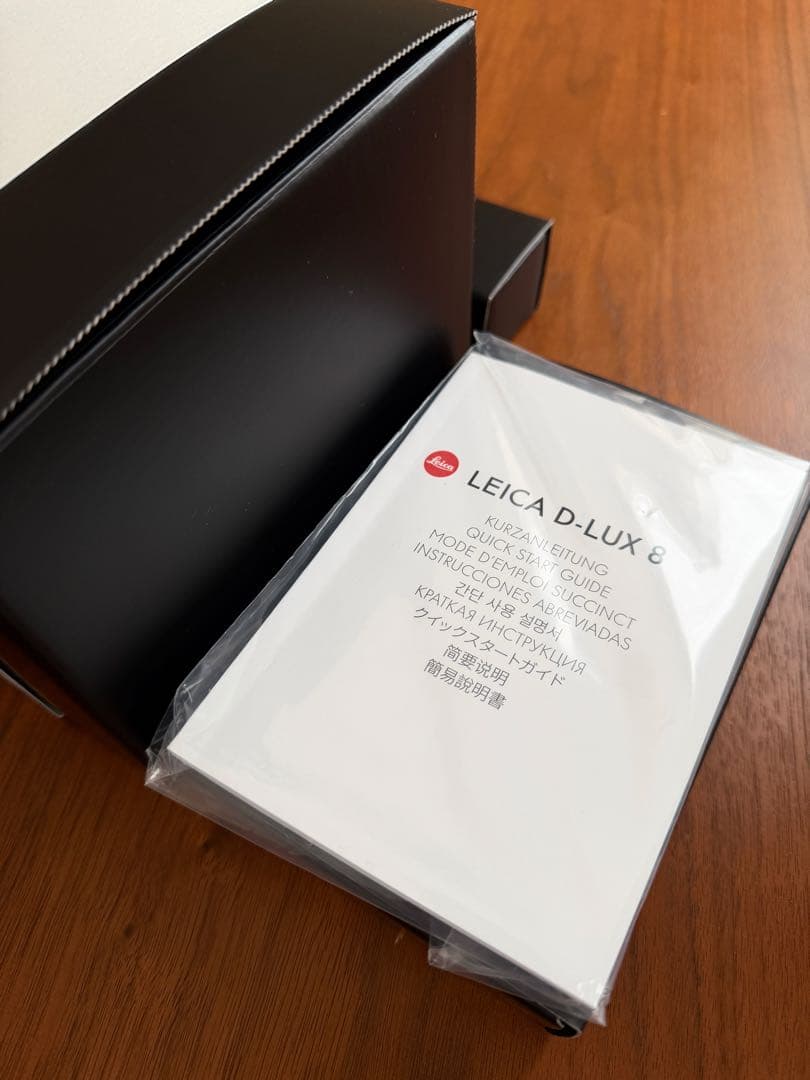 Leica LEICA D-LUX 8
KURZANLEITUNG
QUICK START GUIDE
MODE D'EMPLOI SUCCINCT
INSTRUCCIONES ABREVIADAS
간단 사용 설명서
КРАТКАЯ ИНСТРУКЦИЯ
クイックスタートガイド
简要说明
簡易說明書